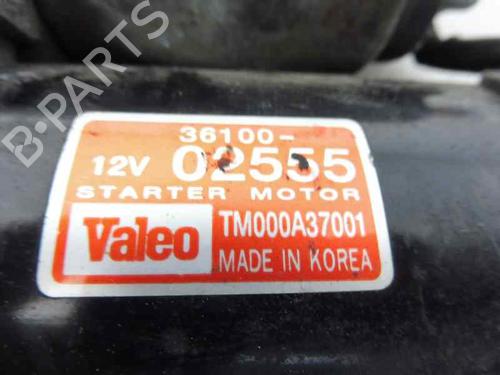 B-PARTS
36100-
12V 02555
STARTER MOTOR
Valeo TM000A37001
MADE IN KOREA